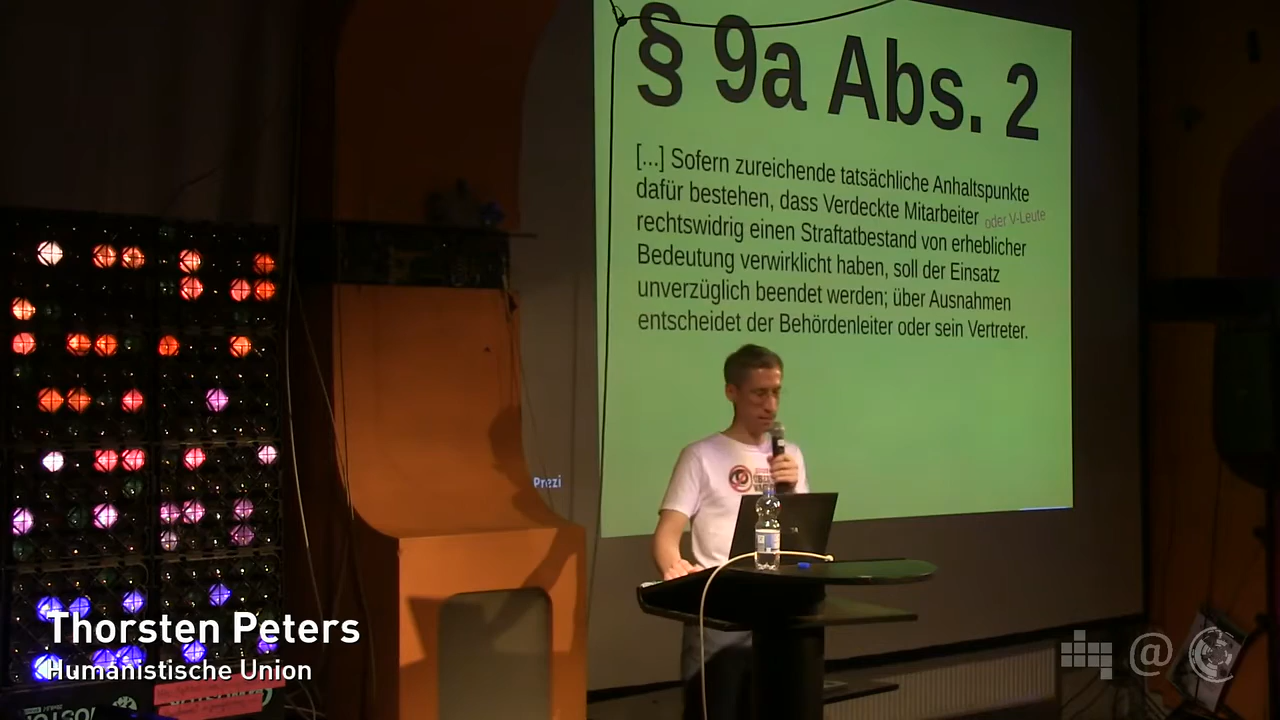 § 9a Abs. 2
[...] Sofern zureichende tatsächliche Anhaltspunkte
dafür bestehen, dass Verdeckte Mitarbeiter oder V-Leute
rechtswidrig einen Straftatbestand von erheblicher
Bedeutung verwirklicht haben, soll der Einsatz
unverzüglich beendet werden; über Ausnahmen
entscheidet der Behördenleiter oder sein Vertreter.
Prezi
Thorsten Peters
Humanistische Union
@